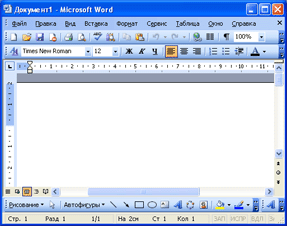 Документ1 - Microsoft Word
Файл Правка Вид Вставка Формат Сервис Таблица Окно Справка
100%
Times New Roman 12 Ж К Ч
Рисование Автофигуры
Стр. 1 Разд 1 1/1 На 2см Ст 1 Кол 1 ЗАП ИСПР ВДЛ